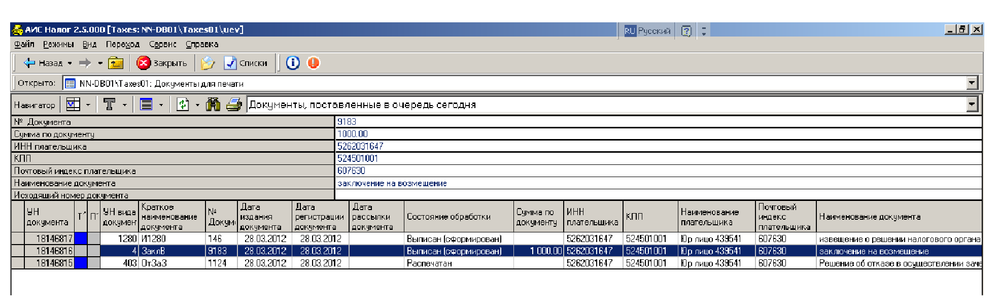 АИС Налог 2.5.000 [Taxes: NN-DB01\Taxes01\uev]
RU Русский
Файл Режимы Вид Переход Сервис Справка
Назад Закрыть Списки
Открыто: NN-DB01\Taxes01: Документы для печати
Навигатор Документы, поставленные в очередь сегодня
№ Документа 9183
Сумма по документу 1000.00
ИНН плательщика 5262031647
КПП 524501001
Почтовый индекс плательщика 607630
Наименование документа заключение на возмещение
Исходящий номер документа
УН документа Т П УН вида докумен Краткое наименование документа № Докум Дата издания документа Дата регистрации документа Дата рассылки документа Состояние обработки Сумма по документу ИНН плательщика КПП Наименование плательщика Почтовый индекс плательщика Наименование документа
18146817 1280 И1280 146 28.03.2012 28.03.2012 Выписан (сформирован) 5262031647 524501001 Юр лицо 439541 607630 извещение о решении налогового органа
18146816 4 ЗаклВ 9183 28.03.2012 28.03.2012 Выписан (сформирован) 1 000.00 5262031647 524501001 Юр лицо 439541 607630 заключение на возмещение
18146815 403 ОтЗаЗ 1124 28.03.2012 28.03.2012 Распечатан 5262031647 524501001 Юр лицо 439541 607630 Решение об отказе в осуществлении заче